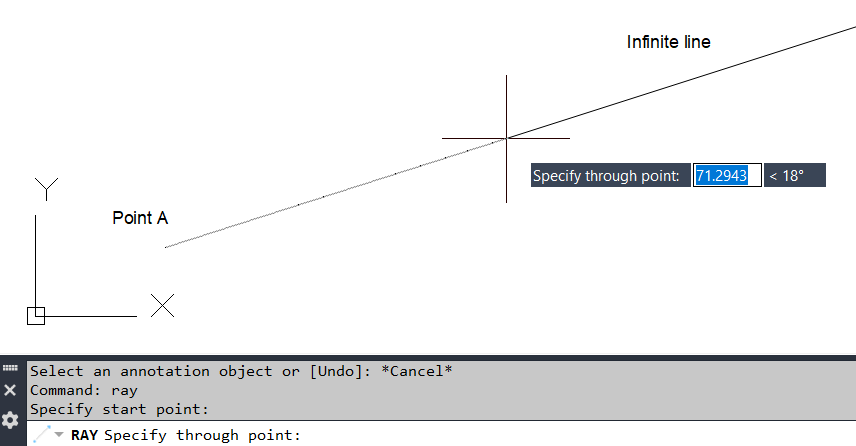 Infinite line
Specify through point: 71.2943 < 18°
Y
Point A
X
Select an annotation object or [Undo]: *Cancel*
Command: ray
Specify start point:
RAY Specify through point: